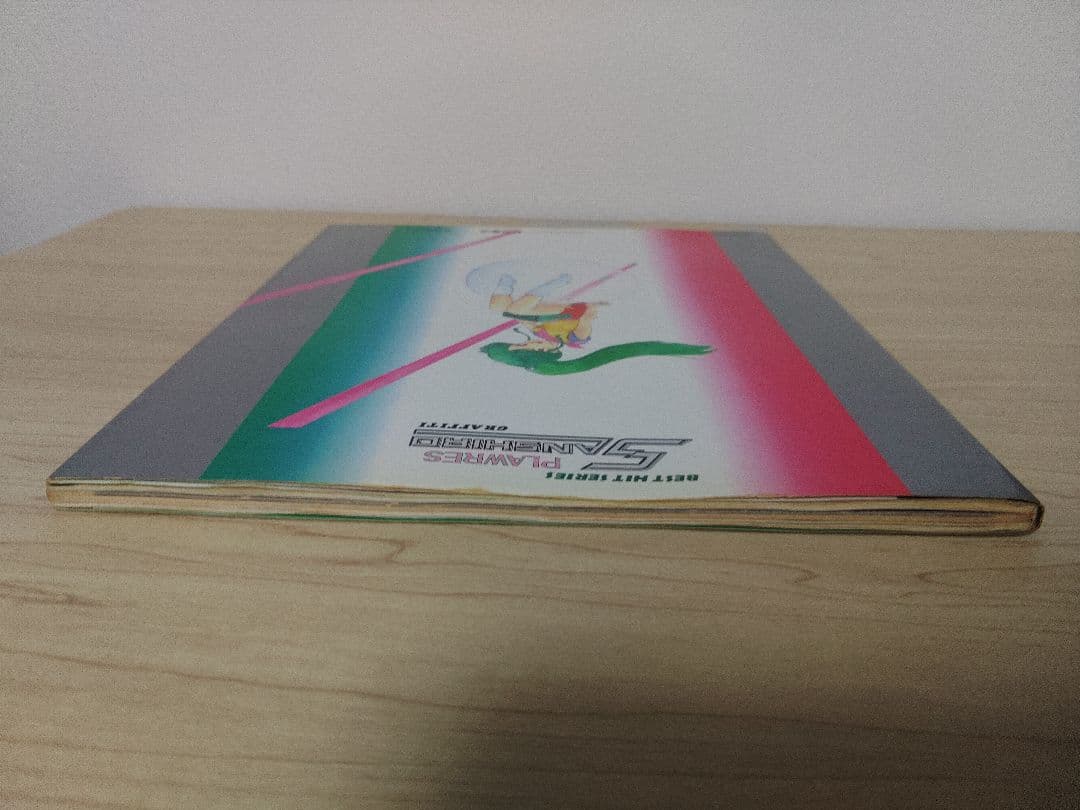 BEST HIT SERIES
PLAWRES
SANSHIRO
GRAFFITI